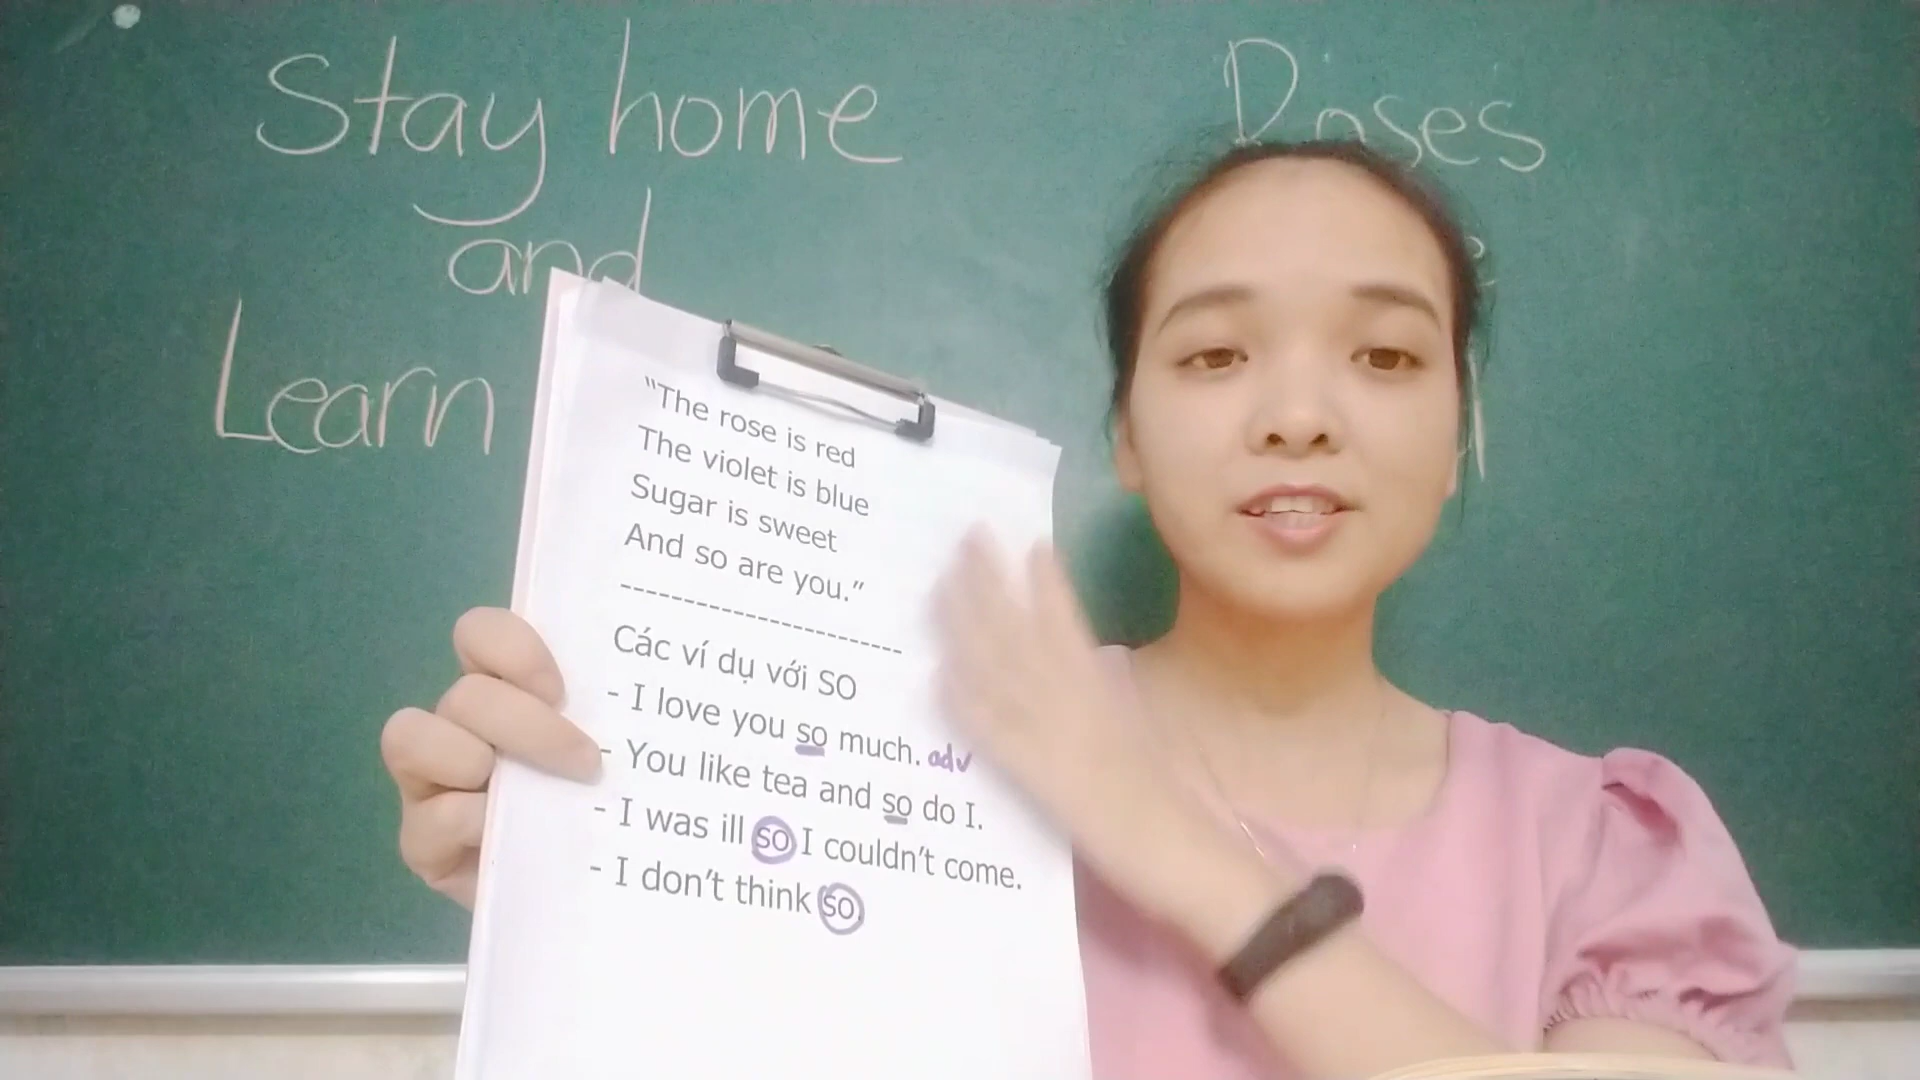 Stay home
and
Learn
Roses
“The rose is red
The violet is blue
Sugar is sweet
And so are you.”
----------------------
Các ví dụ với SO
- I love you so much. adv
- You like tea and so do I.
- I was ill so I couldn’t come.
- I don’t think so.